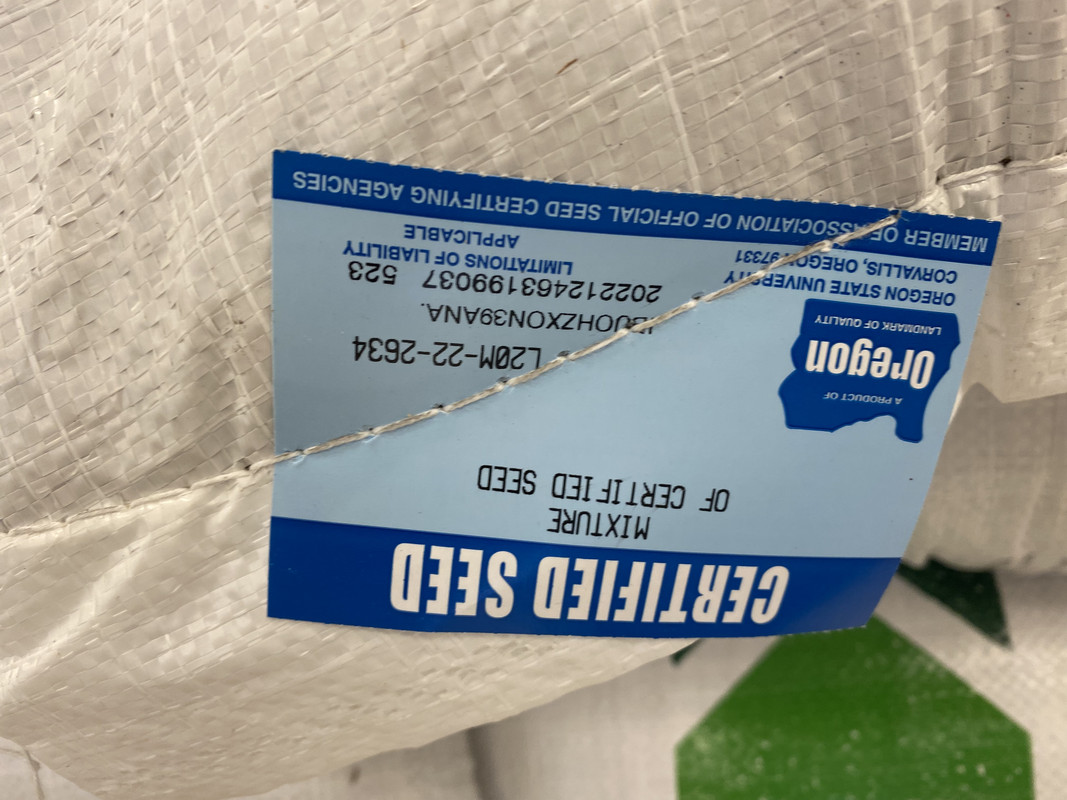 CERTIFIED SEED
MIXTURE
OF CERTIFIED SEED
A PRODUCT OF
Oregon
LANDMARK OF QUALITY
OREGON STATE UNIVERSITY
CORVALLIS, OREGON 97331
L20M-22-2634
202212463199037 523
LIMITATIONS OF LIABILITY
APPLICABLE
MEMBER OF ASSOCIATION OF OFFICIAL SEED CERTIFYING AGENCIES